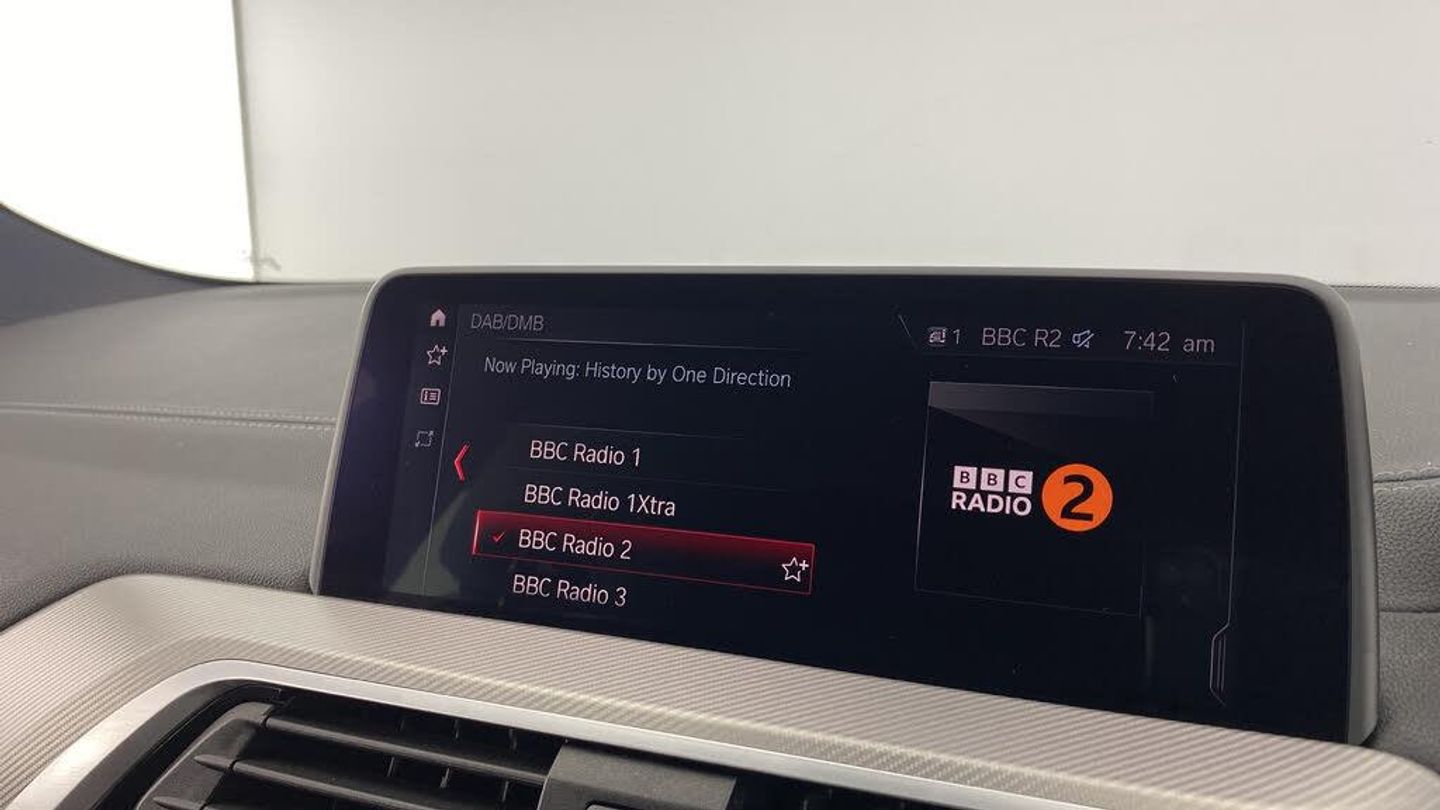 DAB/DMB
1 BBC R2 7:42 am
Now Playing: History by One Direction
BBC Radio 1
BBC Radio 1Xtra
BBC Radio 2
BBC Radio 3
BBC
RADIO 2